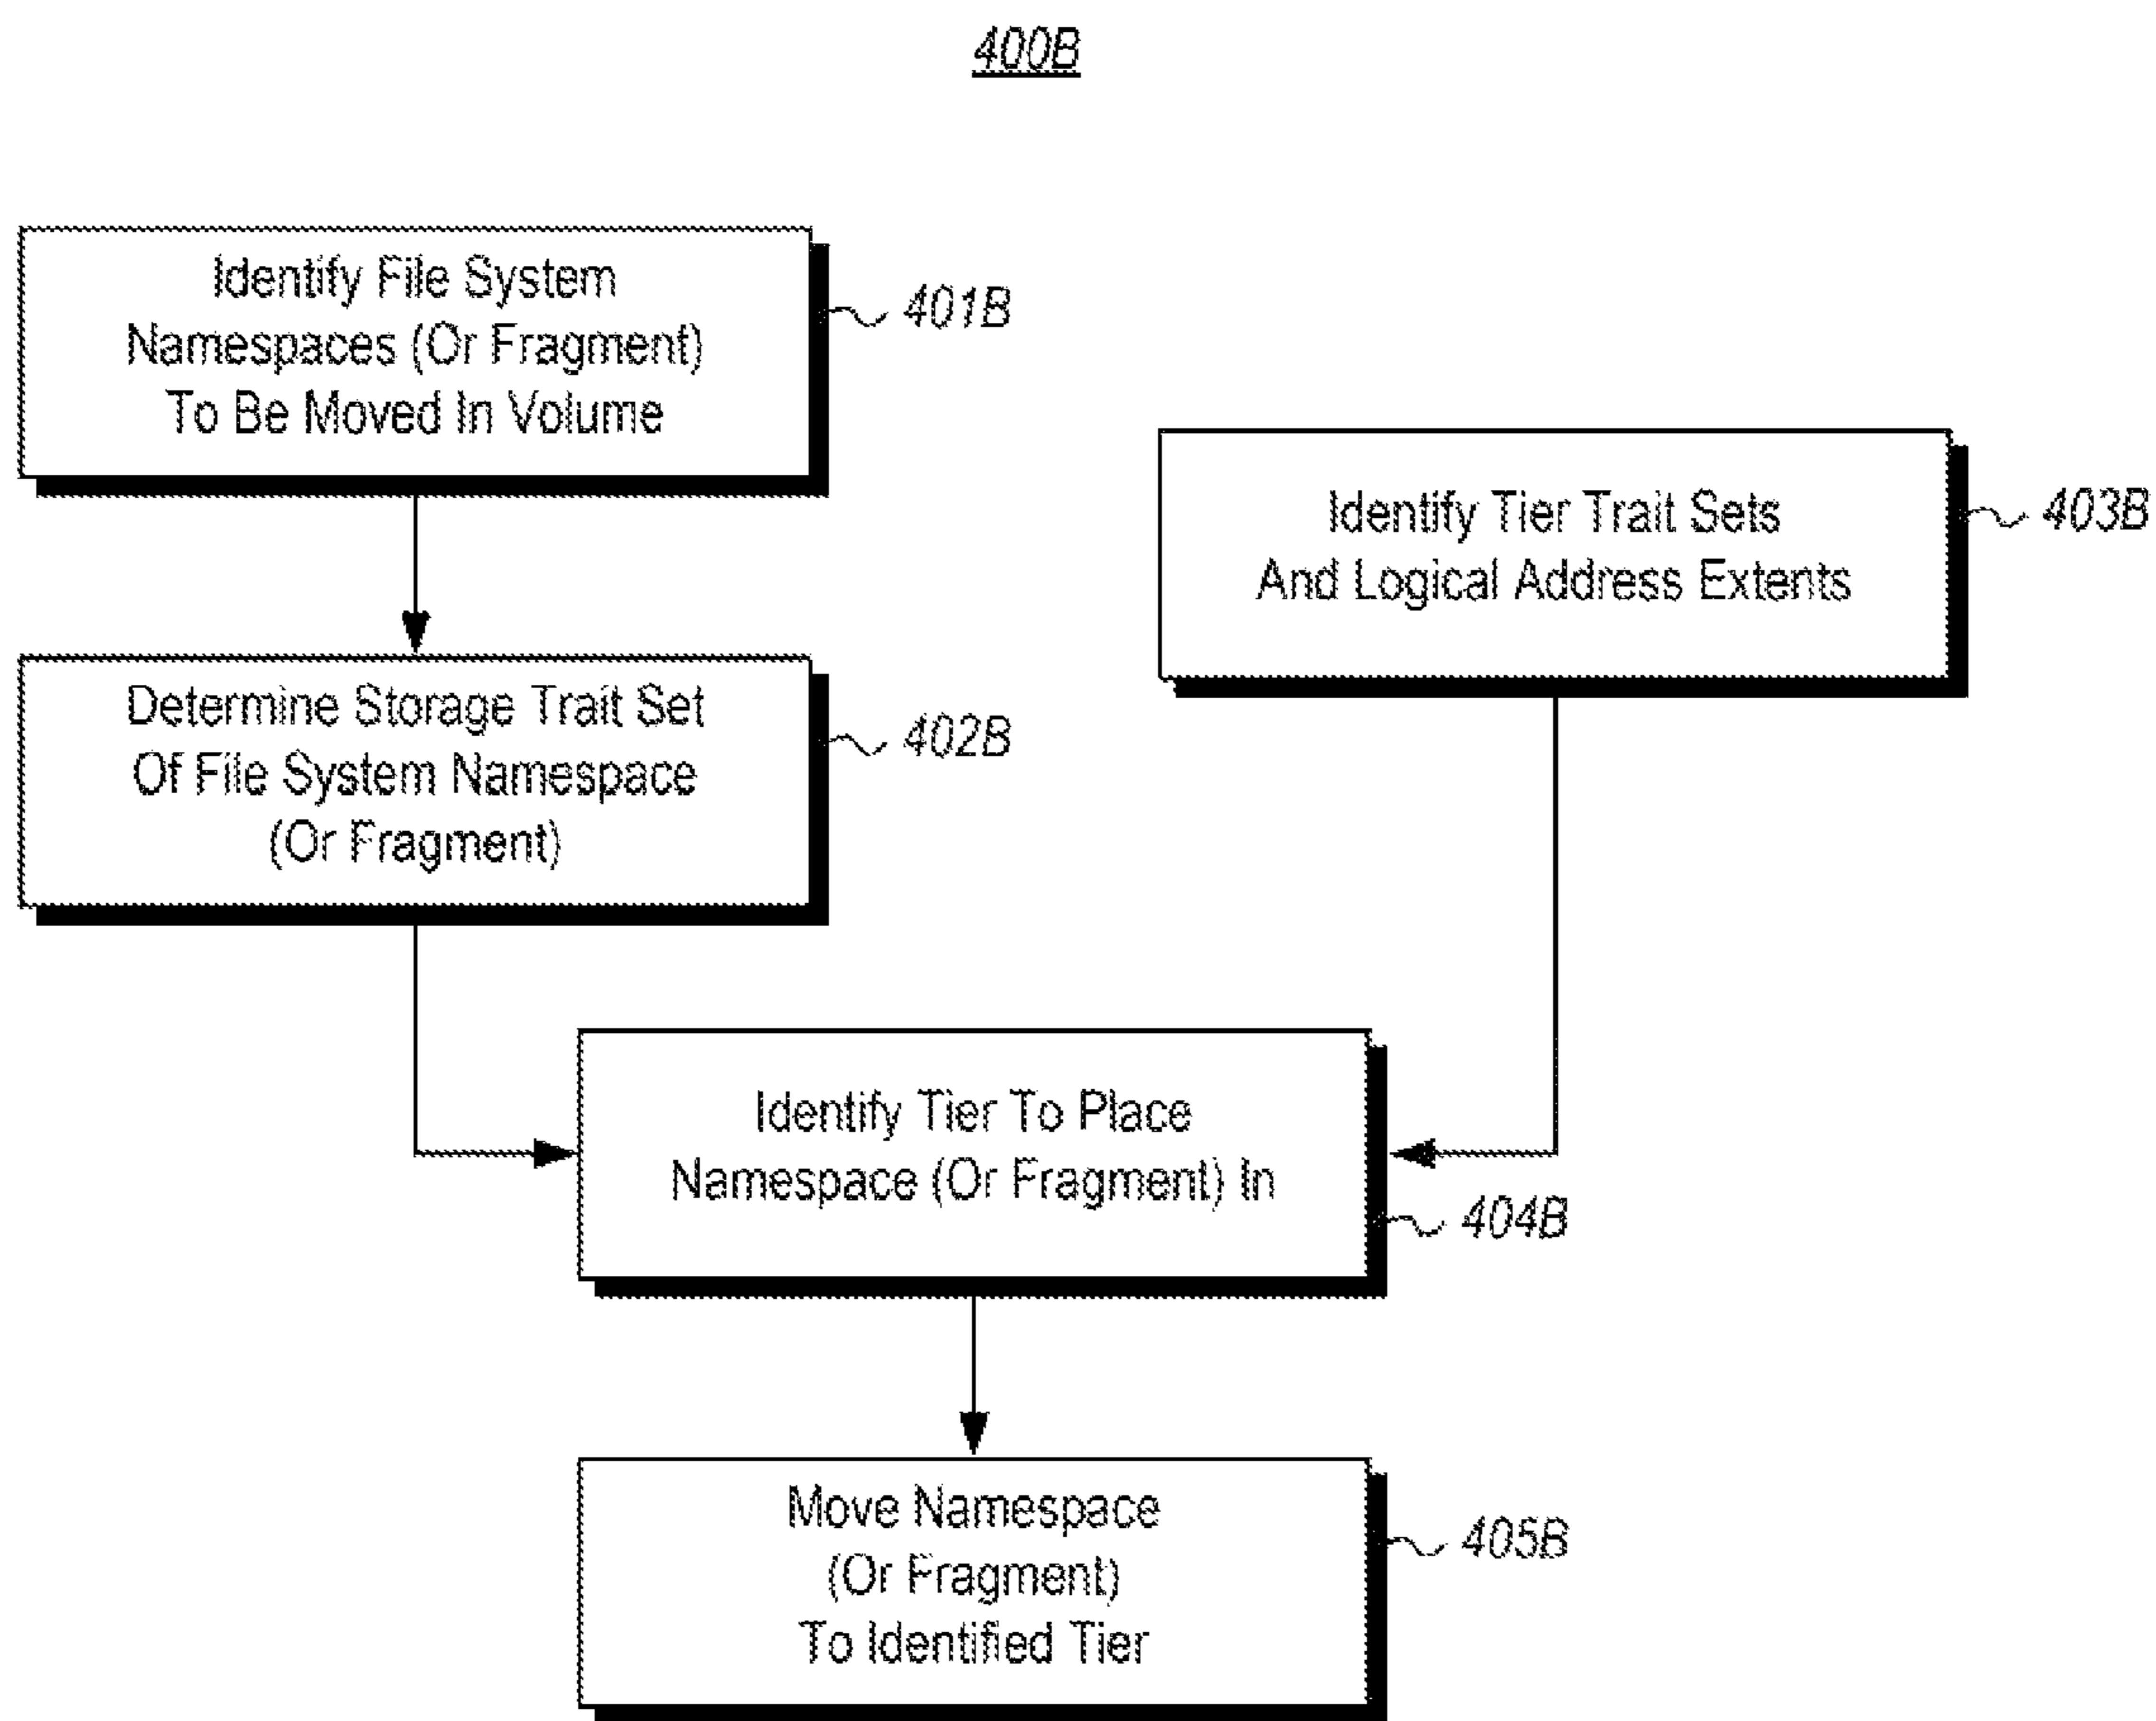 400B
Identify File System
Namespaces (Or Fragment)
To Be Moved In Volume
401B
Determine Storage Trait Set
Of File System Namespace
(Or Fragment)
402B
Identify Tier Trait Sets
And Logical Address Extents
403B
Identify Tier To Place
Namespace (Or Fragment) In
404B
Move Namespace
(Or Fragment)
To Identified Tier
405B